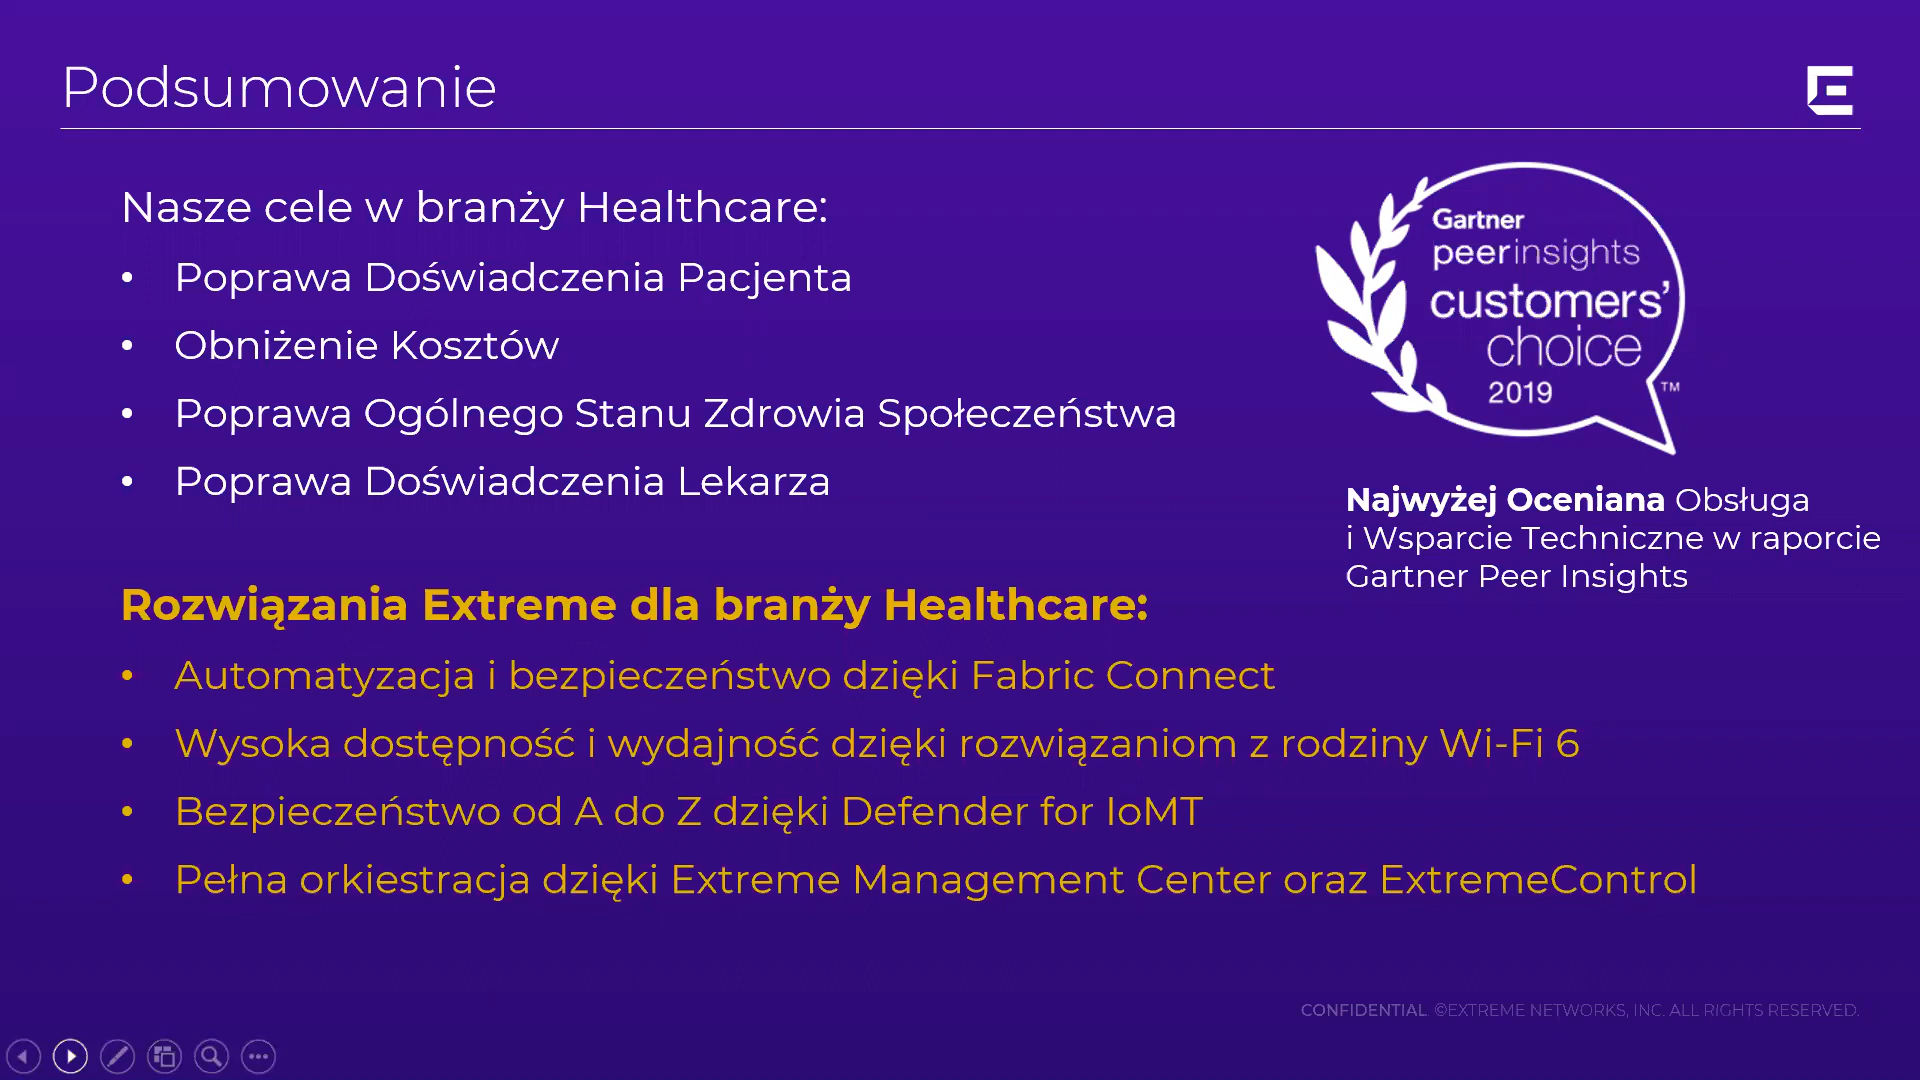 Podsumowanie
Nasze cele w branży Healthcare:
• Poprawa Doświadczenia Pacjenta
• Obniżenie Kosztów
• Poprawa Ogólnego Stanu Zdrowia Społeczeństwa
• Poprawa Doświadczenia Lekarza
Gartner
peerinsights
customers’
choice
2019
TM
Najwyżej Oceniana Obsługa
i Wsparcie Techniczne w raporcie
Gartner Peer Insights
Rozwiązania Extreme dla branży Healthcare:
• Automatyzacja i bezpieczeństwo dzięki Fabric Connect
• Wysoka dostępność i wydajność dzięki rozwiązaniom z rodziny Wi-Fi 6
• Bezpieczeństwo od A do Z dzięki Defender for IoMT
• Pełna orkiestracja dzięki Extreme Management Center oraz ExtremeControl
CONFIDENTIAL. ©EXTREME NETWORKS, INC. ALL RIGHTS RESERVED.